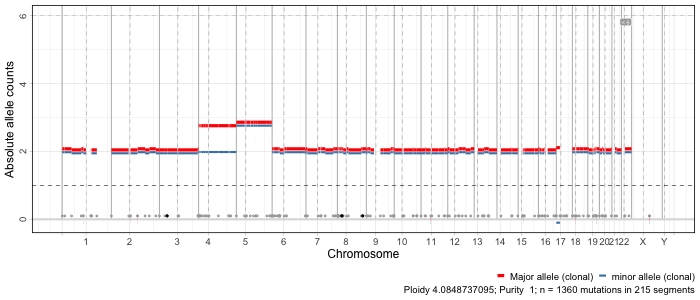 Absolute allele counts
6
4
2
0
1 2 3 4 5 6 7 8 9 10 11 12 13 14 15 16 17 18 19 20 21 22 X Y
Chromosome
Major allele (clonal) minor allele (clonal)
Ploidy 4.0848737095; Purity 1; n = 1360 mutations in 215 segments